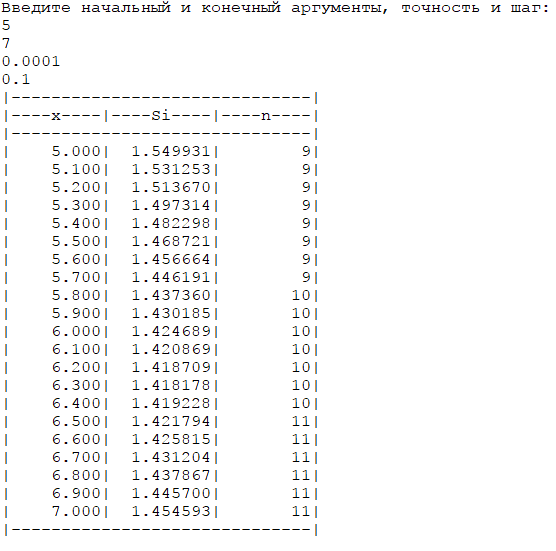 Введите начальный и конечный аргументы, точность и шаг:
5
7
0.0001
0.1
|------------------------------|
|----x----|----Si----|----n----|
|------------------------------|
|    5.000|  1.549931|        9|
|    5.100|  1.531253|        9|
|    5.200|  1.513670|        9|
|    5.300|  1.497314|        9|
|    5.400|  1.482298|        9|
|    5.500|  1.468721|        9|
|    5.600|  1.456664|        9|
|    5.700|  1.446191|        9|
|    5.800|  1.437360|       10|
|    5.900|  1.430185|       10|
|    6.000|  1.424689|       10|
|    6.100|  1.420869|       10|
|    6.200|  1.418709|       10|
|    6.300|  1.418178|       10|
|    6.400|  1.419228|       10|
|    6.500|  1.421794|       11|
|    6.600|  1.425815|       11|
|    6.700|  1.431204|       11|
|    6.800|  1.437867|       11|
|    6.900|  1.445700|       11|
|    7.000|  1.454593|       11|
|------------------------------|